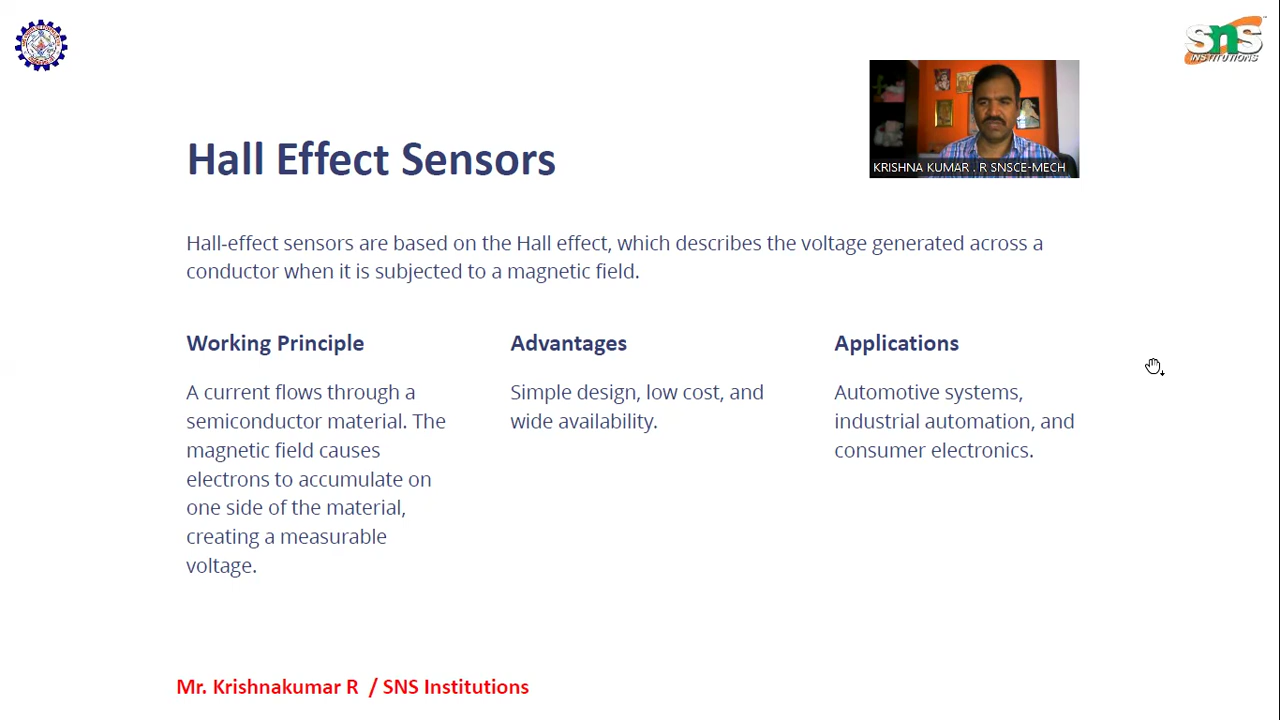 SNS
INSTITUTIONS
KRISHNA KUMAR . R SNSCE-MECH
Hall Effect Sensors
Hall-effect sensors are based on the Hall effect, which describes the voltage generated across a
conductor when it is subjected to a magnetic field.
Working Principle
A current flows through a
semiconductor material. The
magnetic field causes
electrons to accumulate on
one side of the material,
creating a measurable
voltage.
Advantages
Simple design, low cost, and
wide availability.
Applications
Automotive systems,
industrial automation, and
consumer electronics.
Mr. Krishnakumar R / SNS Institutions